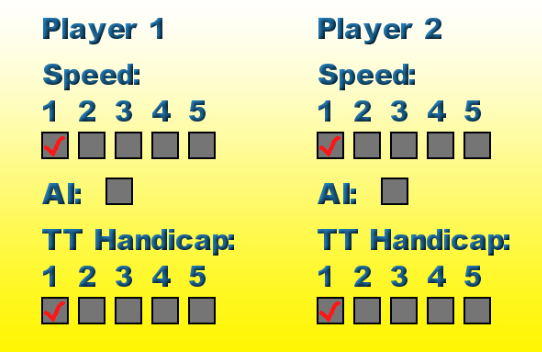 Player 1
Speed:
1 2 3 4 5
AI:
TT Handicap:
1 2 3 4 5
Player 2
Speed:
1 2 3 4 5
AI:
TT Handicap:
1 2 3 4 5